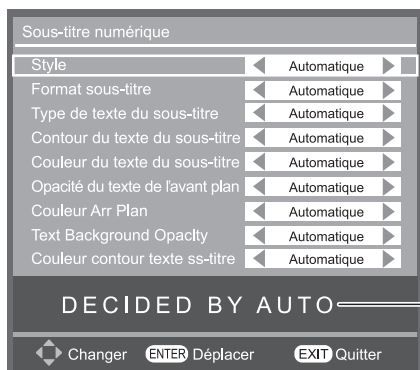 Sous-titre numérique
Style Automatique
Format sous-titre Automatique
Type de texte du sous-titre Automatique
Contour du texte du sous-titre Automatique
Couleur du texte du sous-titre Automatique
Opacité du texte de l'avant plan Automatique
Couleur Arr Plan Automatique
Text Background OpacIty Automatique
Couleur contour texte ss-titre Automatique
DECIDED BY AUTO
Changer ENTER Déplacer EXIT Quitter